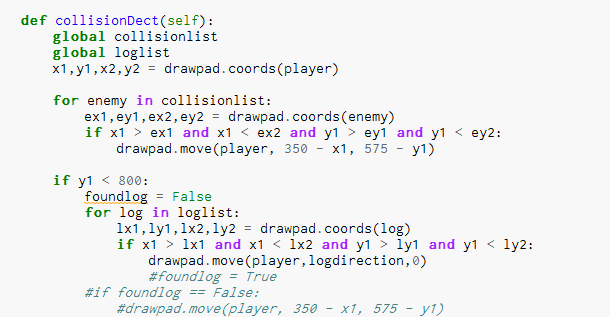 def collisionDect(self):
    global collisionlist
    global loglist
    x1,y1,x2,y2 = drawpad.coords(player)

    for enemy in collisionlist:
        ex1,ey1,ex2,ey2 = drawpad.coords(enemy)
        if x1 > ex1 and x1 < ex2 and y1 > ey1 and y1 < ey2:
            drawpad.move(player, 350 - x1, 575 - y1)

    if y1 < 800:
        foundlog = False
        for log in loglist:
            lx1,ly1,lx2,ly2 = drawpad.coords(log)
            if x1 > lx1 and x1 < lx2 and y1 > ly1 and y1 < ly2:
                drawpad.move(player,logdirection,0)
                #foundlog = True
        #if foundlog == False:
            #drawpad.move(player, 350 - x1, 575 - y1)